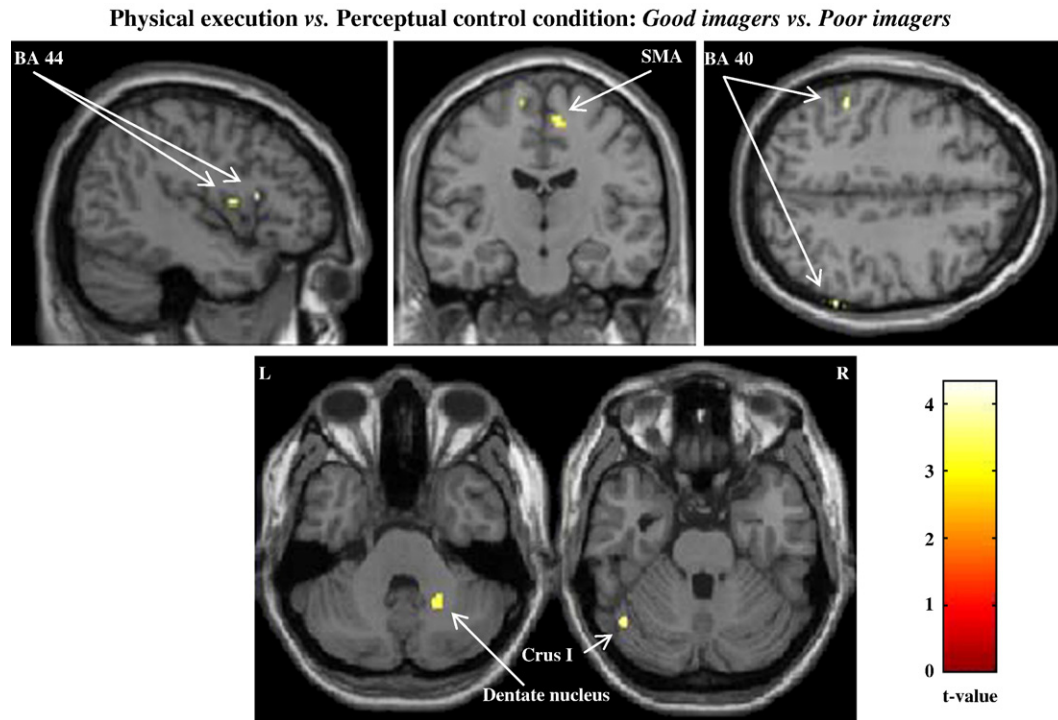 Physical execution vs. Perceptual control condition: Good imagers vs. Poor imagers
BA 44
SMA
BA 40
L
R
Crus I
Dentate nucleus
4
3
2
1
0
t-value